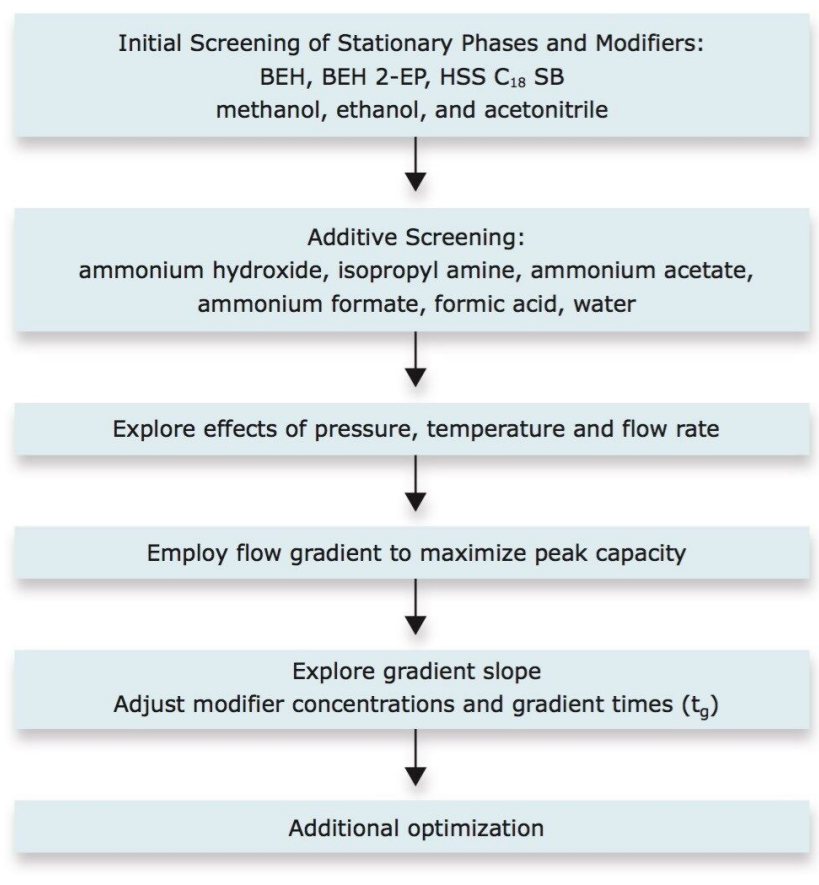 Initial Screening of Stationary Phases and Modifiers:
BEH, BEH 2-EP, HSS C₁₈ SB
methanol, ethanol, and acetonitrile
Additive Screening:
ammonium hydroxide, isopropyl amine, ammonium acetate,
ammonium formate, formic acid, water
Explore effects of pressure, temperature and flow rate
Employ flow gradient to maximize peak capacity
Explore gradient slope
Adjust modifier concentrations and gradient times (tg)
Additional optimization